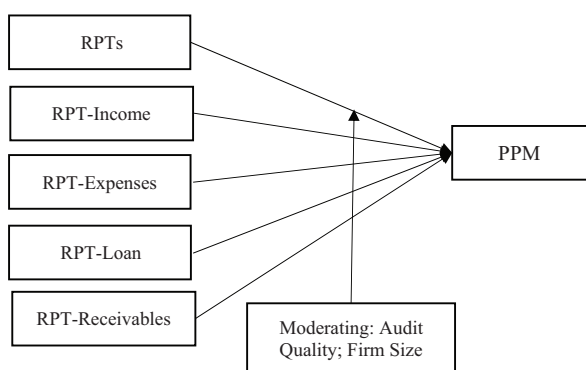 RPTs
RPT-Income
RPT-Expenses
RPT-Loan
RPT-Receivables
PPM
Moderating: Audit
Quality; Firm Size